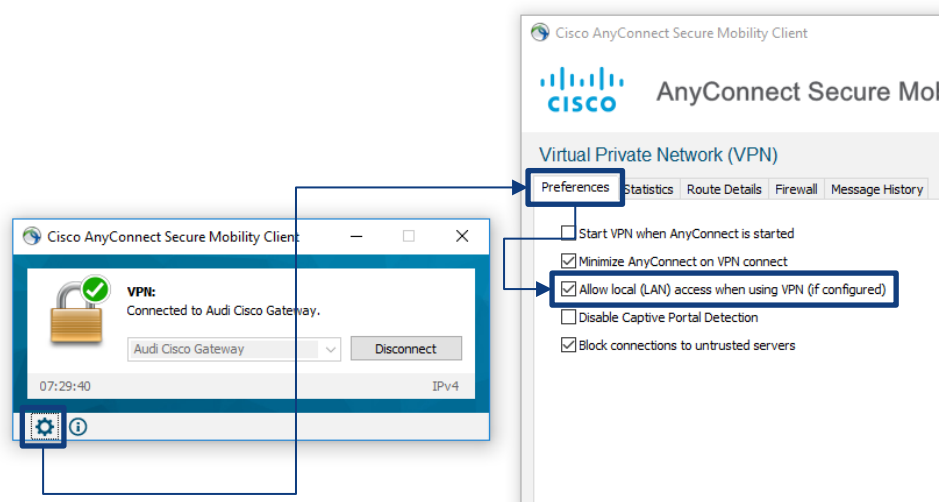 Cisco AnyConnect Secure Mobility Client
CISCO
AnyConnect Secure Mob
Virtual Private Network (VPN)
Preferences Statistics Route Details Firewall Message History
Start VPN when AnyConnect is started
Minimize AnyConnect on VPN connect
Allow local (LAN) access when using VPN (if configured)
Disable Captive Portal Detection
Block connections to untrusted servers
Cisco AnyConnect Secure Mobility Client
VPN:
Connected to Audi Cisco Gateway.
Audi Cisco Gateway Disconnect
07:29:40 IPv4